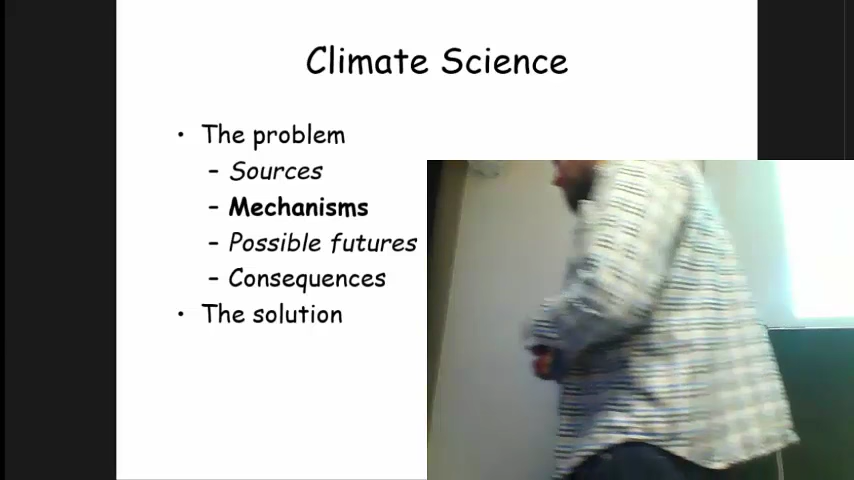 Climate Science
• The problem
– Sources
– Mechanisms
– Possible futures
– Consequences
• The solution